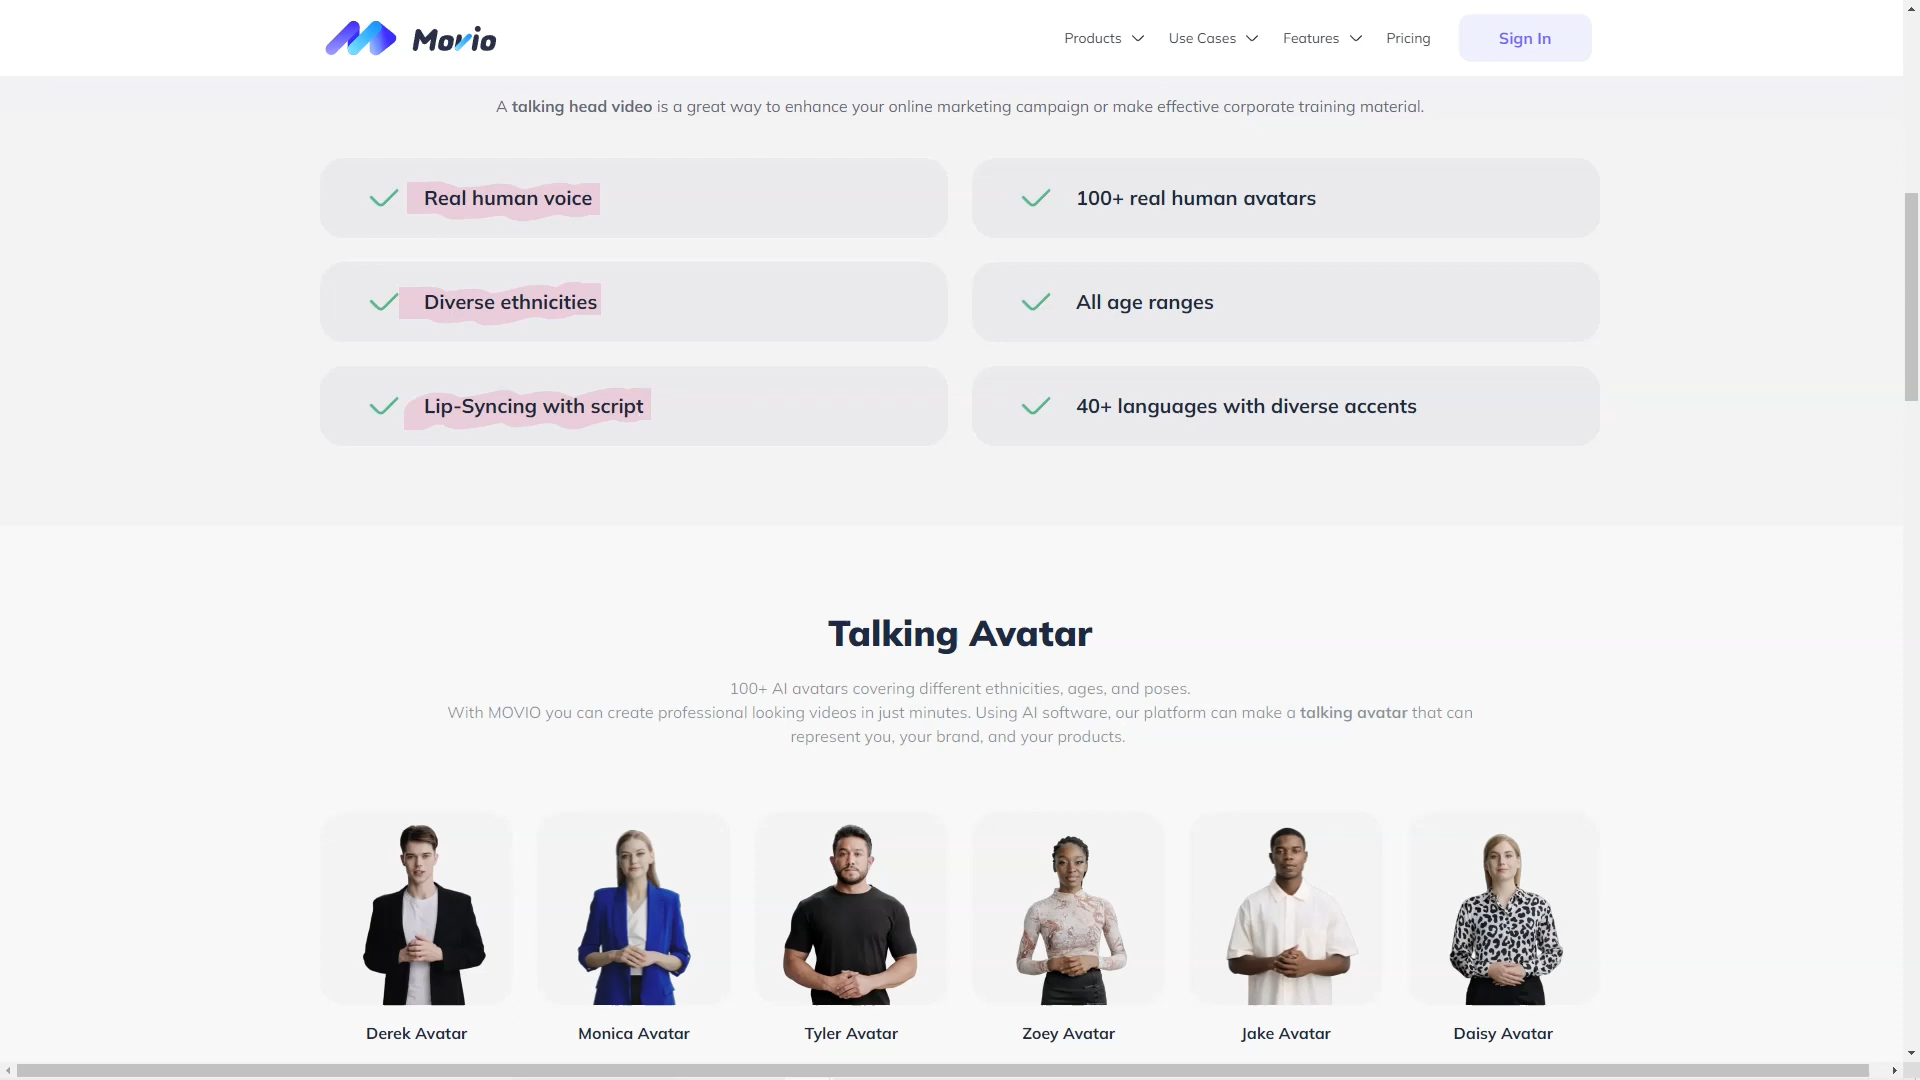 Movio
Products
Use Cases
Features
Pricing
Sign In
A talking head video is a great way to enhance your online marketing campaign or make effective corporate training material.
Real human voice
100+ real human avatars
Diverse ethnicities
All age ranges
Lip-Syncing with script
40+ languages with diverse accents
Talking Avatar
100+ AI avatars covering different ethnicities, ages, and poses.
With MOVIO you can create professional looking videos in just minutes. Using AI software, our platform can make a talking avatar that can
represent you, your brand, and your products.
Derek Avatar
Monica Avatar
Tyler Avatar
Zoey Avatar
Jake Avatar
Daisy Avatar